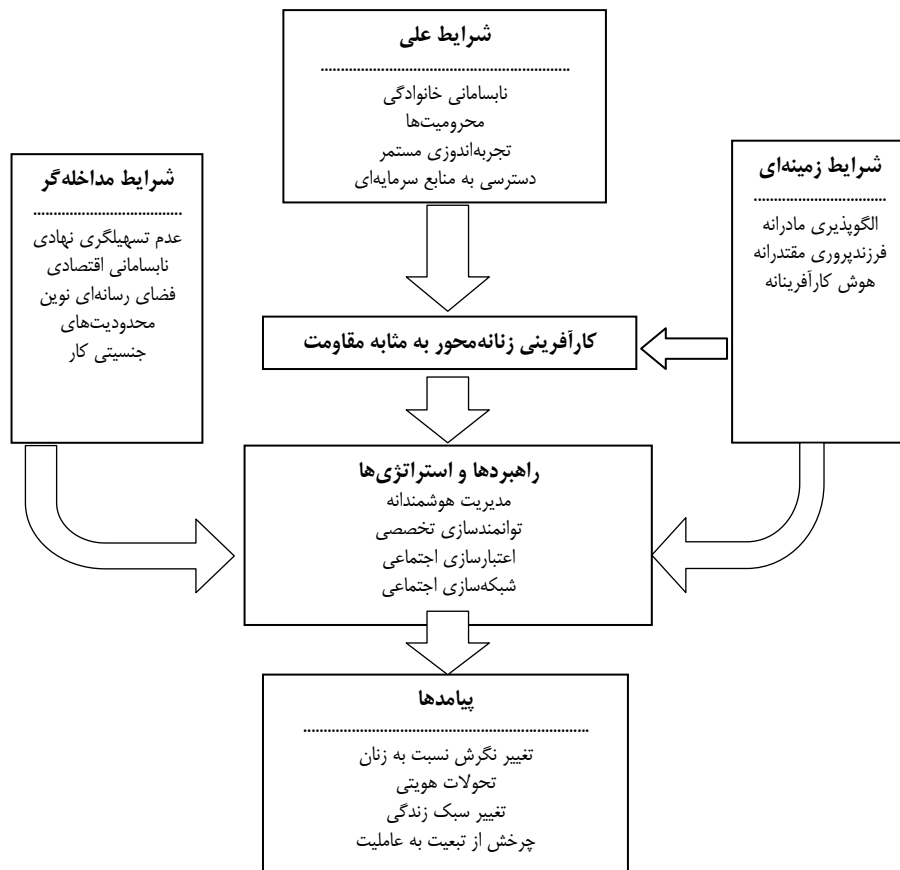 شرایط علی
................................................................
نابسامانی خانوادگی
محرومیت‌ها
تجربه‌اندوزی مستمر
دسترسی به منابع سرمایه‌ای
شرایط زمینه‌ای
..................................
الگوپذیری مادرانه
فرزندپروری مقتدرانه
هوش کارآفرینانه
شرایط مداخله‌گر
......................................
عدم تسهیلگری نهادی
نابسامانی اقتصادی
فضای رسانه‌ای نوین
محدودیت‌های
جنسیتی کار
کارآفرینی زنانه‌محور به مثابه مقاومت
راهبردها و استراتژی‌ها
مدیریت هوشمندانه
توانمندسازی تخصصی
اعتبارسازی اجتماعی
شبکه‌سازی اجتماعی
پیامدها
.........................................................................
تغییر نگرش نسبت به زنان
تحولات هویتی
تغییر سبک زندگی
چرخش از تبعیت به عاملیت